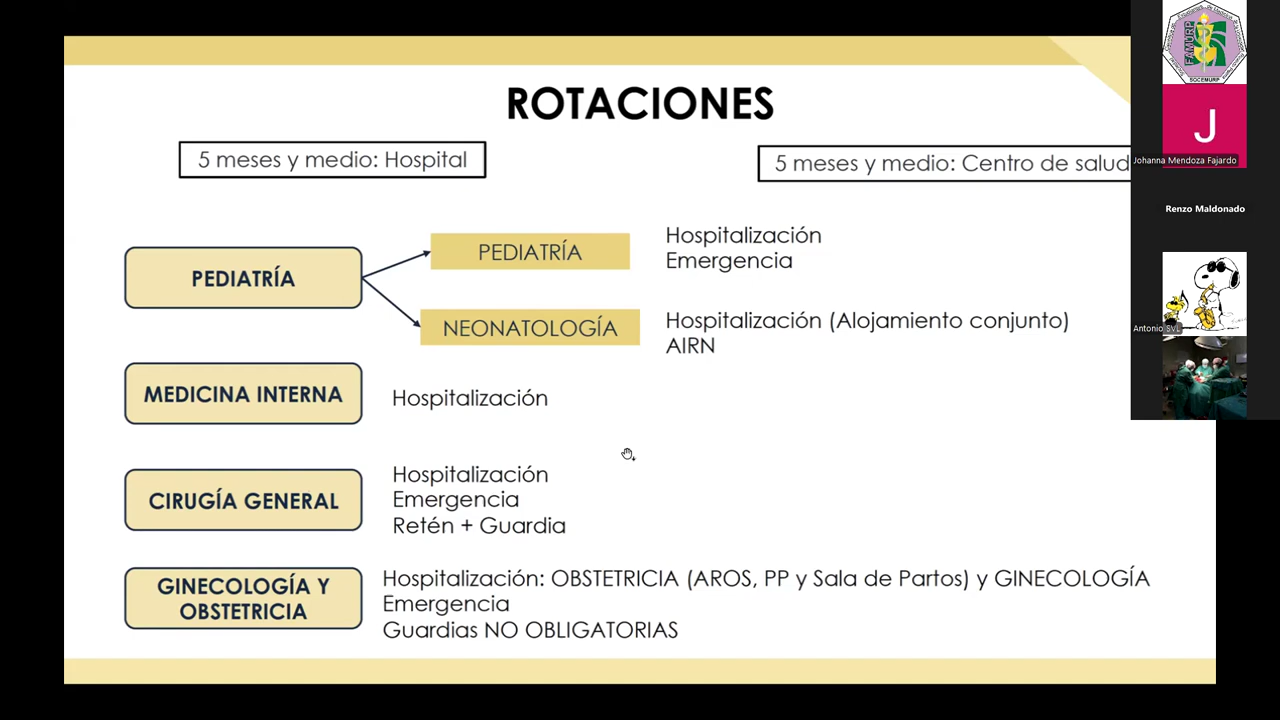 ROTACIONES
5 meses y medio: Hospital
5 meses y medio: Centro de salud
PEDIATRÍA
PEDIATRÍA
Hospitalización
Emergencia
NEONATOLOGÍA
Hospitalización (Alojamiento conjunto)
AIRN
MEDICINA INTERNA
Hospitalización
CIRUGÍA GENERAL
Hospitalización
Emergencia
Retén + Guardia
GINECOLOGÍA Y
OBSTETRICIA
Hospitalización: OBSTETRICIA (AROS, PP y Sala de Partos) y GINECOLOGÍA
Emergencia
Guardias NO OBLIGATORIAS
FAMURP
SOCEMURP
J
Johanna Mendoza Fajardo
Renzo Maldonado
Antonio SVL